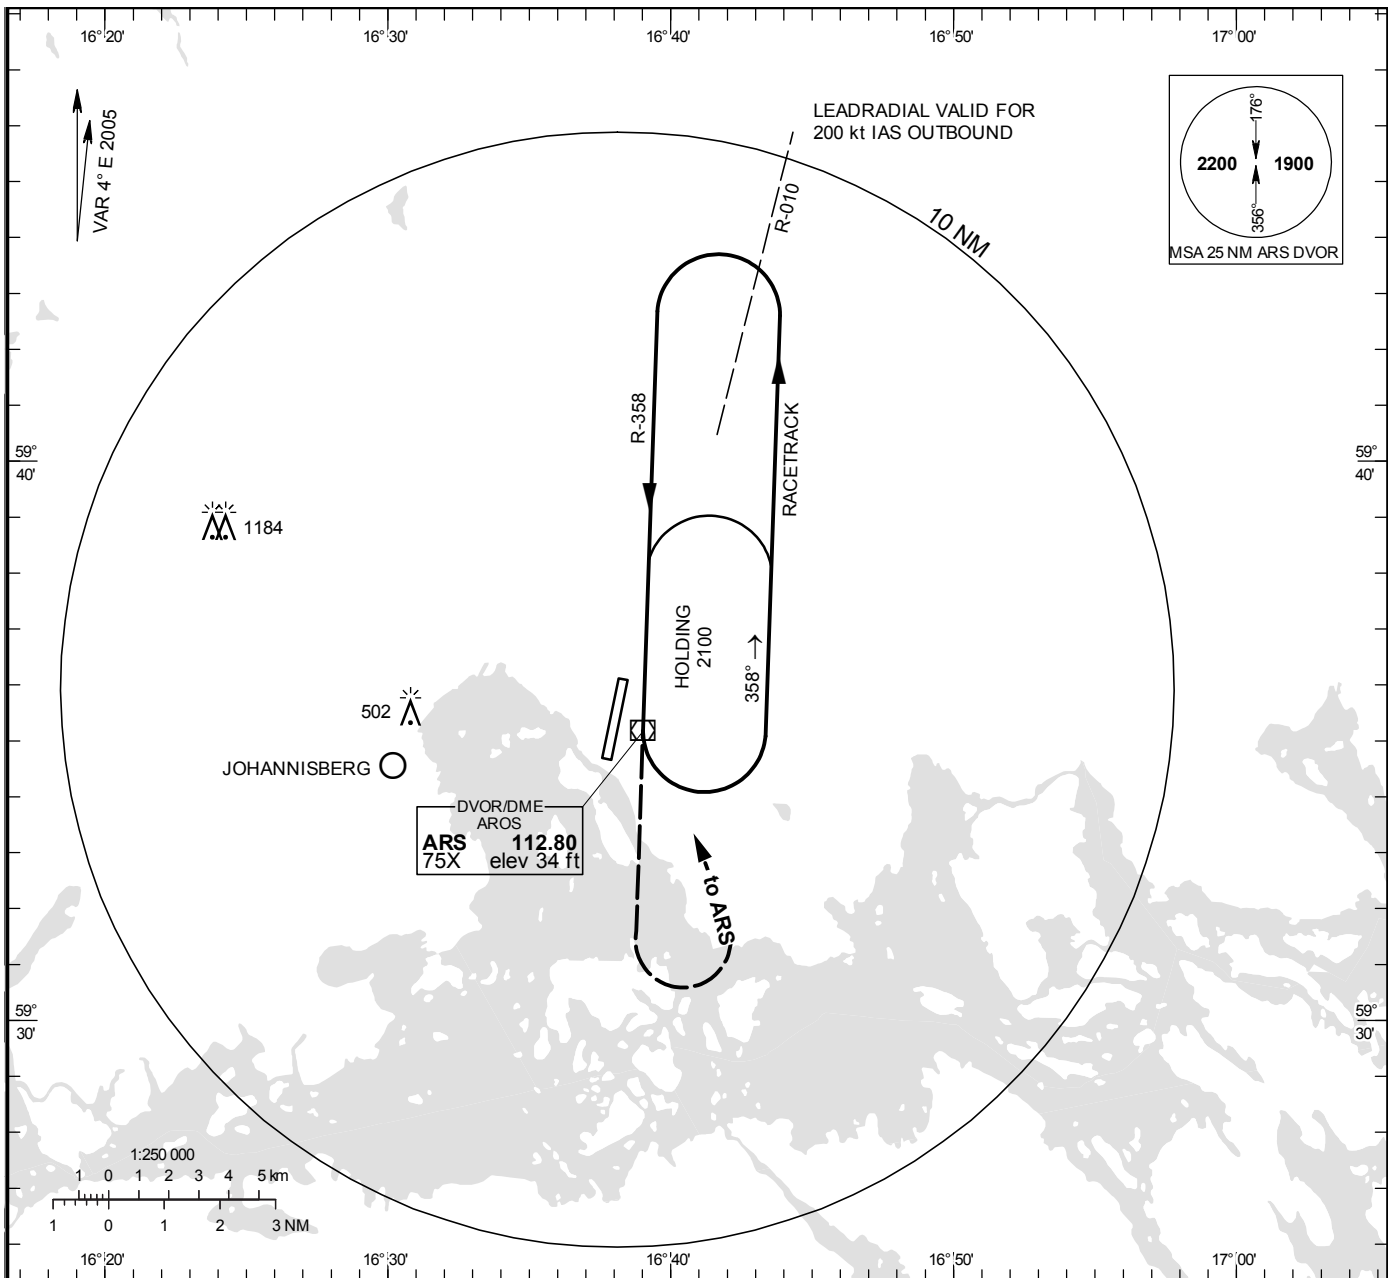 16°20'
16°30'
16°40'
16°50'
17°00'
VAR 4° E 2005
LEADRADIAL VALID FOR
200 kt IAS OUTBOUND
R-010
10 NM
176°
2200 1900
356°
MSA 25 NM ARS DVOR
R-358
RACETRACK
59°
40'
59°
40'
1184
HOLDING
2100
358°
502
JOHANNISBERG
DVOR/DME
AROS
ARS 112.80
75X elev 34 ft
to ARS
59°
30'
59°
30'
1:250 000
1 0 1 2 3 4 5 km
1 0 1 2 3 NM
16°20'
16°30'
16°40'
16°50'
17°00'